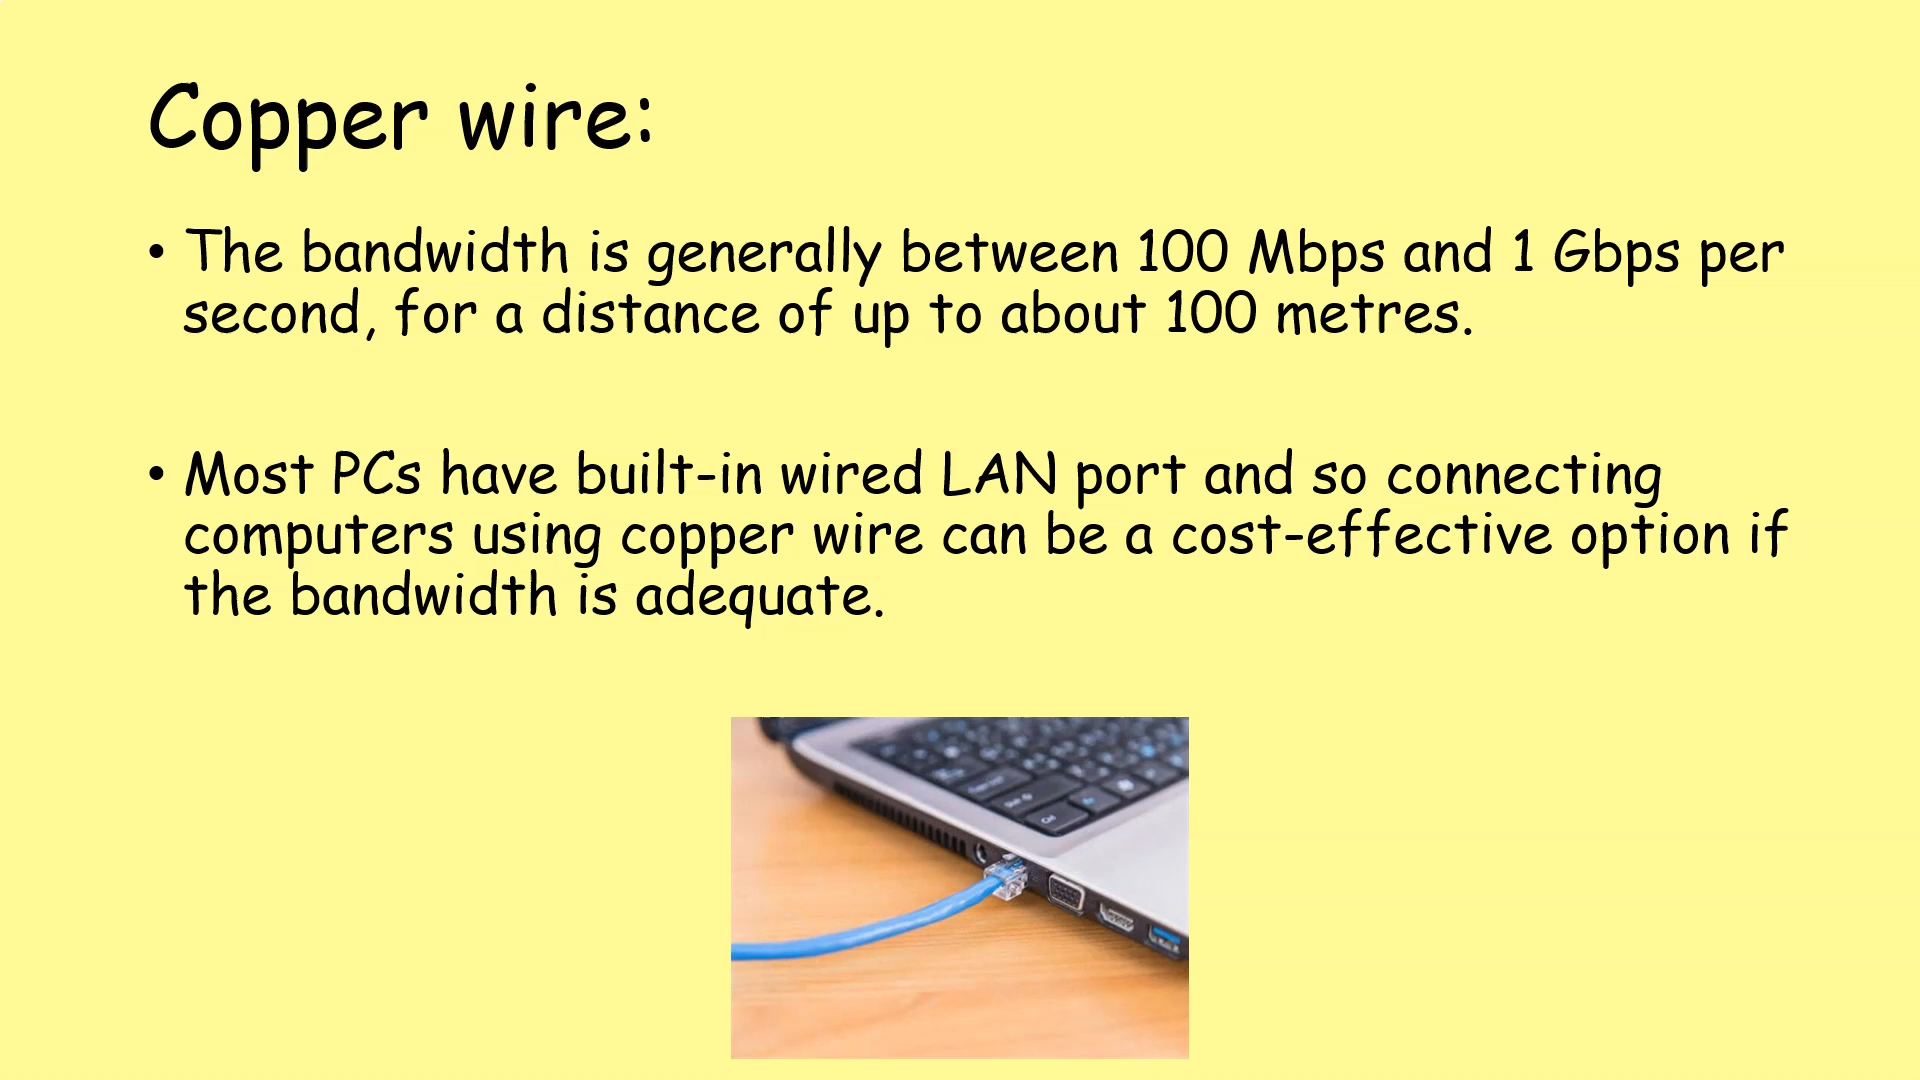 Copper wire:
• The bandwidth is generally between 100 Mbps and 1 Gbps per
second, for a distance of up to about 100 metres.
• Most PCs have built-in wired LAN port and so connecting
computers using copper wire can be a cost-effective option if
the bandwidth is adequate.